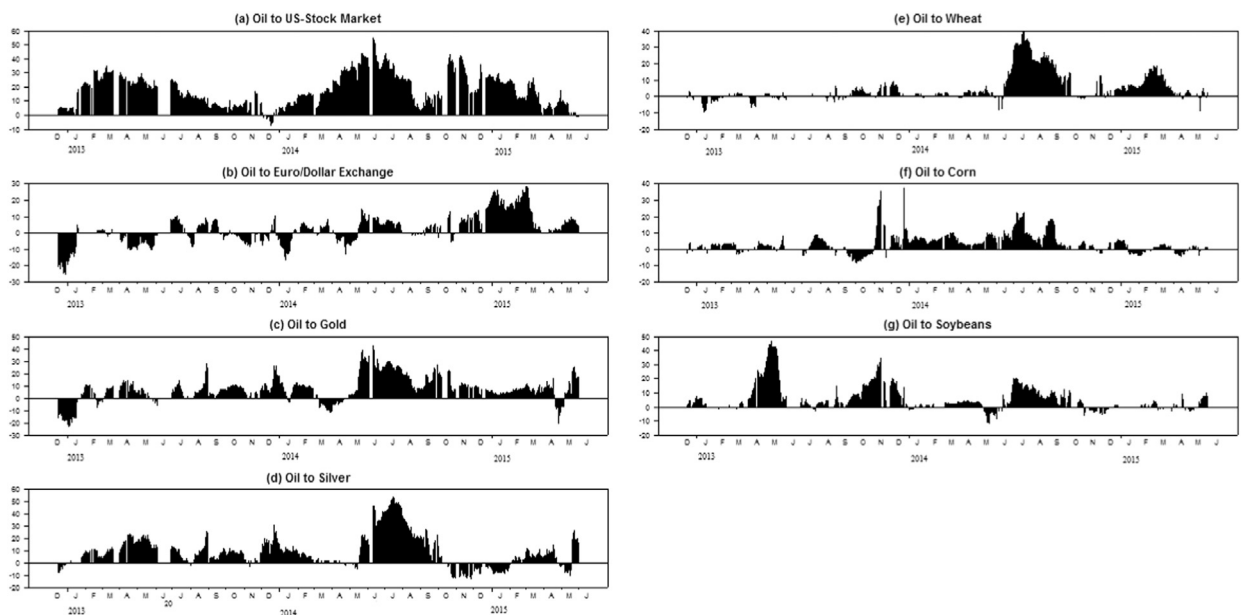 (a) Oil to US-Stock Market
60
50
40
30
20
10
0
-10
D J F M A M J J A S O N D J F M A M J J A S O N D J F M A M J
2013 2014 2015
(b) Oil to Euro/Dollar Exchange
30
20
10
0
-10
-20
-30
D J F M A M J J A S O N D J F M A M J J A S O N D J F M A M J
2013 2014 2015
(c) Oil to Gold
50
40
30
20
10
0
-10
-20
-30
D J F M A M J J A S O N D J F M A M J J A S O N D J F M A M J
2013 2014 2015
(d) Oil to Silver
60
50
40
30
20
10
0
-10
-20
D J F M A M J J A S O N D J F M A M J J A S O N D J F M A M J
2013 20 2014 2015
(e) Oil to Wheat
40
30
20
10
0
-10
-20
D J F M A M J J A S O N D J F M A M J J A S O N D J F M A M J
2013 2014 2015
(f) Oil to Corn
40
30
20
10
0
-10
-20
D J F M A M J J A S O N D J F M A M J J A S O N D J F M A M J
2013 2014 2015
(g) Oil to Soybeans
50
40
30
20
10
0
-10
-20
D J F M A M J J A S O N D J F M A M J J A S O N D J F M A M J
2013 2014 2015